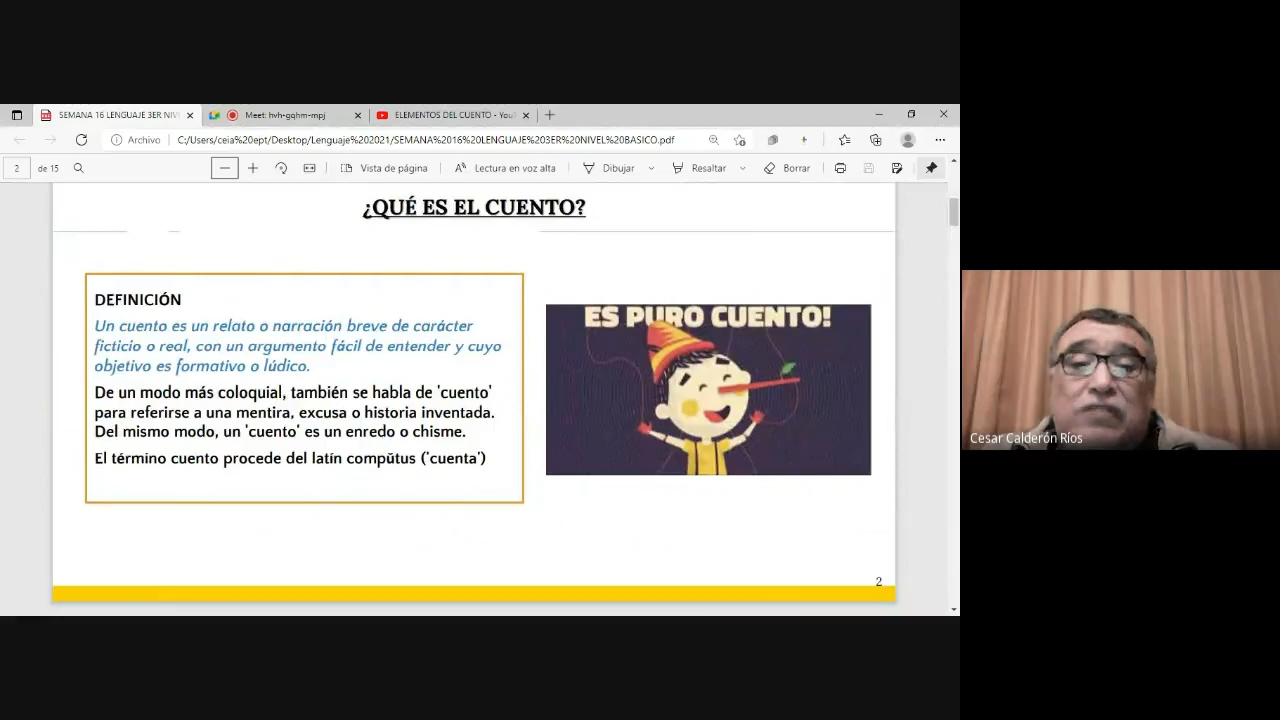 SEMANA 16 LENGUAJE 3ER NIVE
Meet: hvh-gqhm-mpj
ELEMENTOS DEL CUENTO - YouT
Archivo
C:/Users/ceia%20ept/Desktop/Lenguaje%202021/SEMANA%2016%20LENGUAJE%203ER%20NIVEL%20BASICO.pdf
2
de 15
Vista de página
Lectura en voz alta
Dibujar
Resaltar
Borrar
¿QUÉ ES EL CUENTO?
DEFINICIÓN
Un cuento es un relato o narración breve de carácter
ficticio o real, con un argumento fácil de entender y cuyo
objetivo es formativo o lúdico.
De un modo más coloquial, también se habla de 'cuento'
para referirse a una mentira, excusa o historia inventada.
Del mismo modo, un 'cuento' es un enredo o chisme.
El término cuento procede del latín compŭtus ('cuenta')
ES PURO CUENTO!
2
Cesar Calderón Ríos